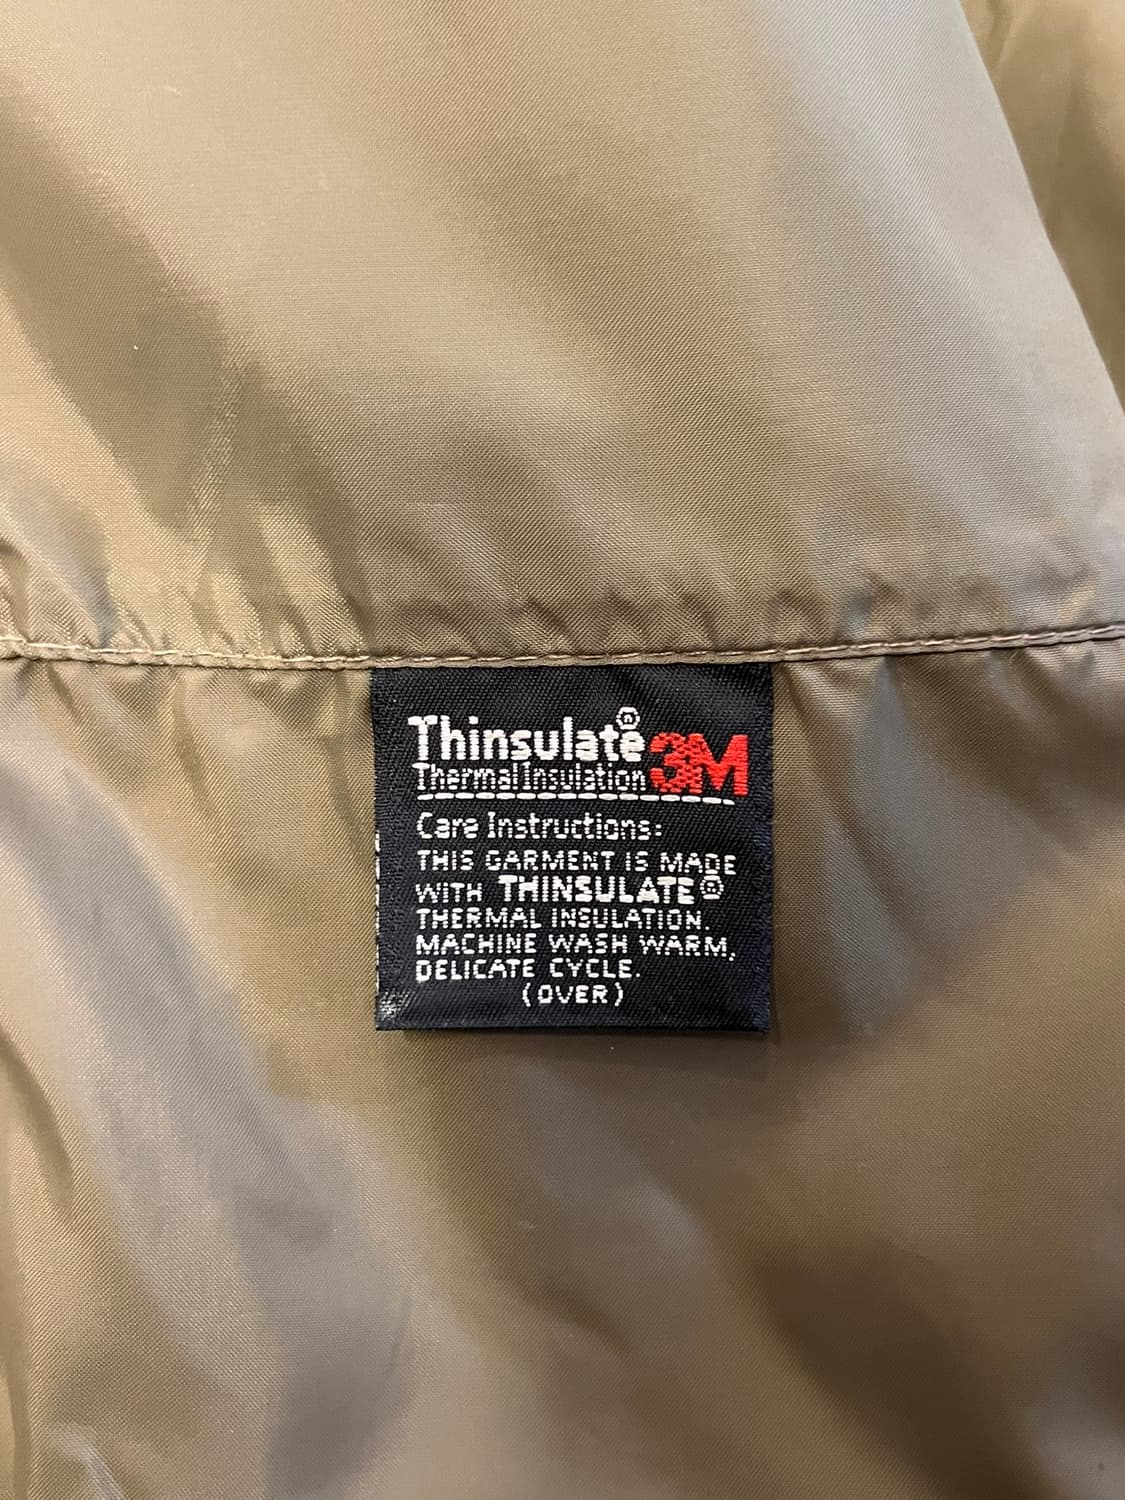 Thinsulate® 3M
Thermal Insulation
Care Instructions:
THIS GARMENT IS MADE
WITH THINSULATE®
THERMAL INSULATION.
MACHINE WASH WARM,
DELICATE CYCLE.
(OVER)